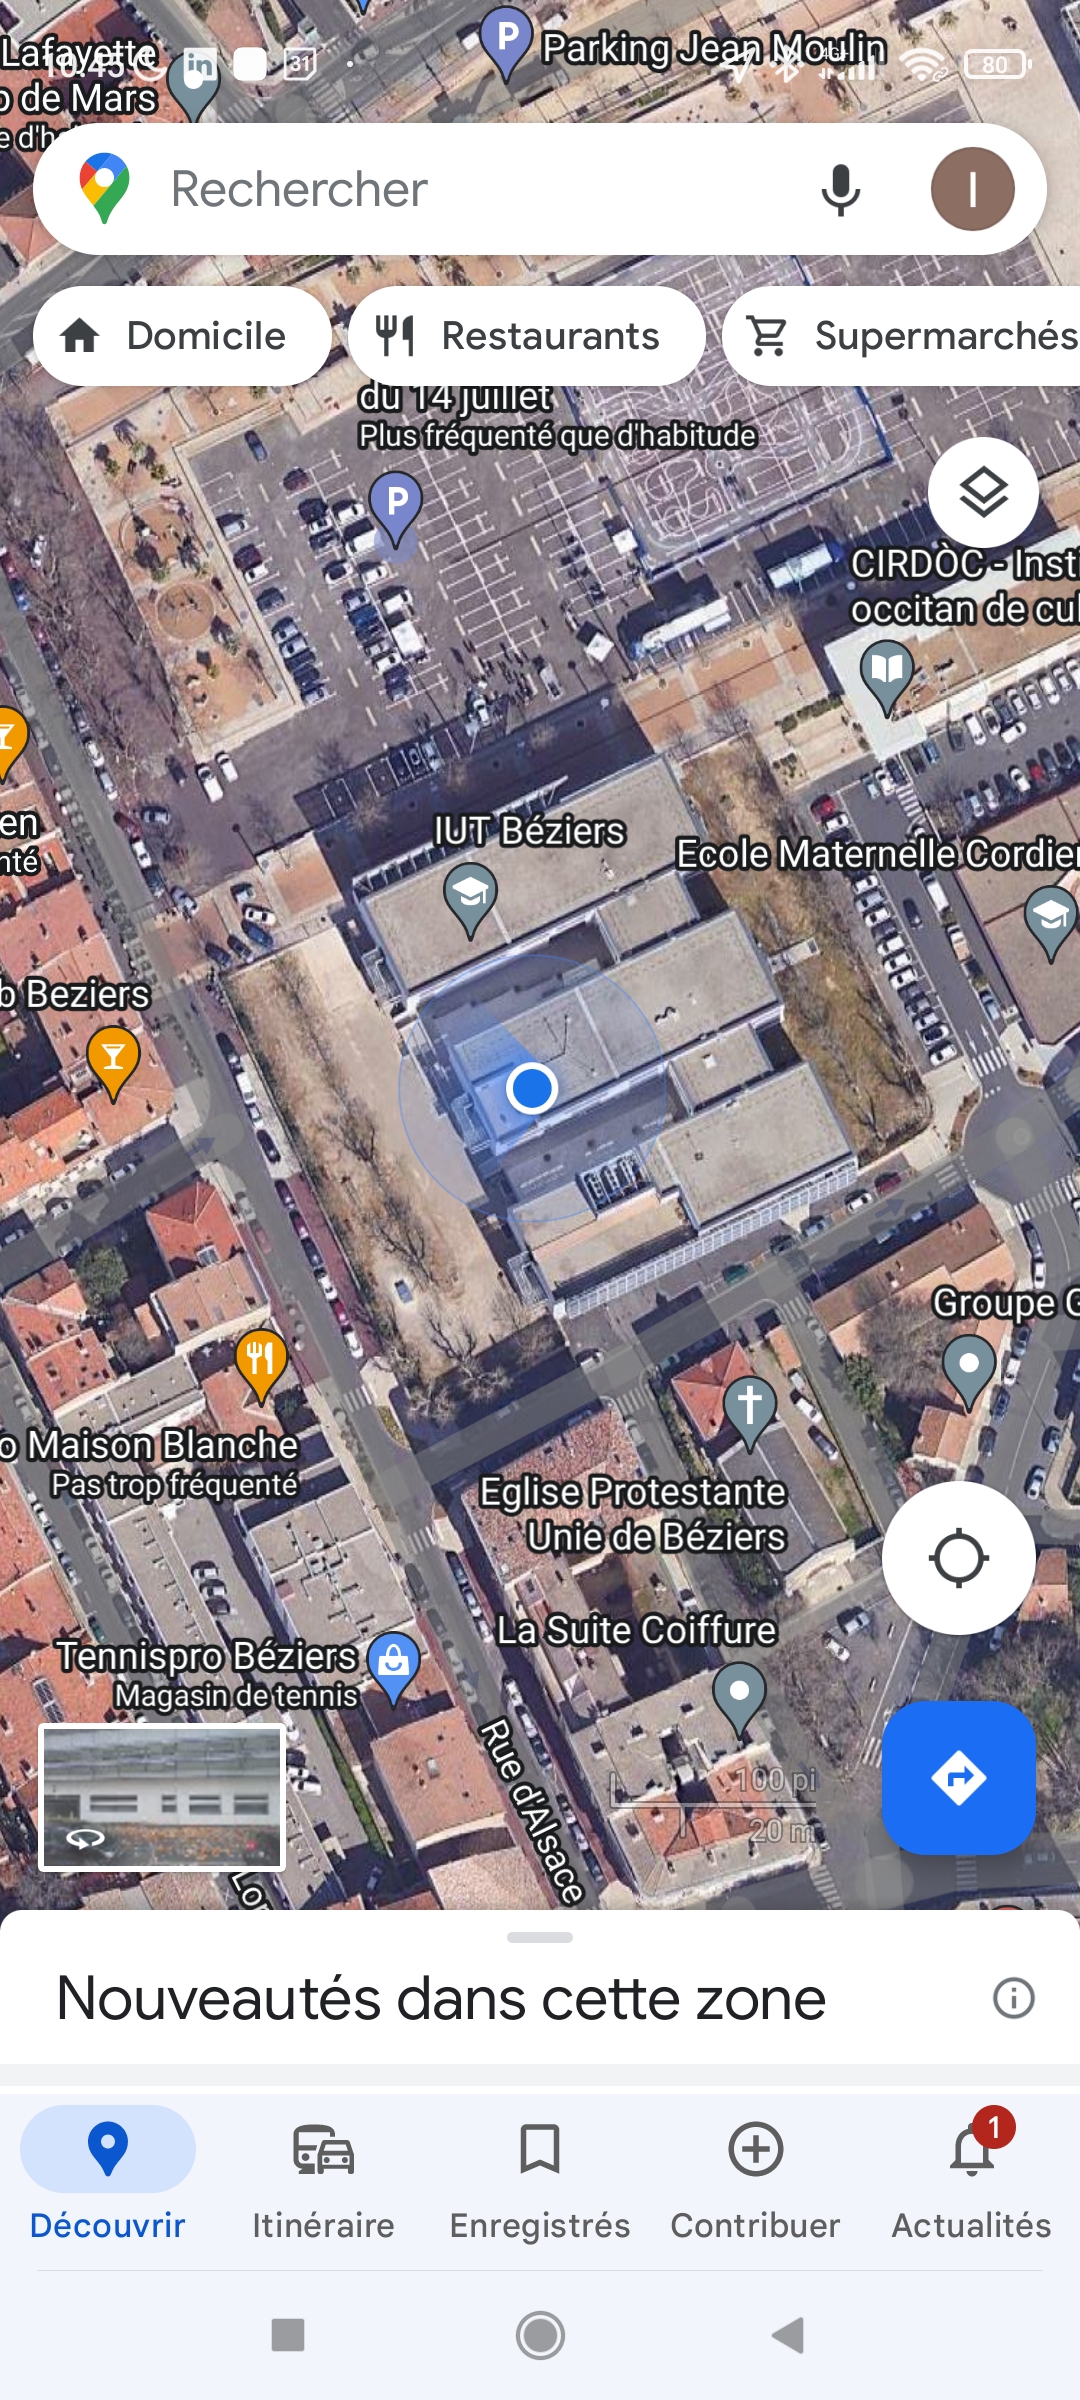 Lafayette
16:45
31
P
Parking Jean Moulin
80
de Mars
Rechercher
I
Domicile
Restaurants
Supermarchés
du 14 juillet
Plus fréquenté que d'habitude
P
CIRDÒC - Insti
occitan de cul
IUT Béziers
Ecole Maternelle Cordier
en
nté
b Beziers
Groupe G
o Maison Blanche
Pas trop fréquenté
Eglise Protestante
Unie de Béziers
La Suite Coiffure
Tennispro Béziers
Magasin de tennis
Rue d'Alsace
100 pi
20 m
Lor
Nouveautés dans cette zone
1
Découvrir
Itinéraire
Enregistrés
Contribuer
Actualités